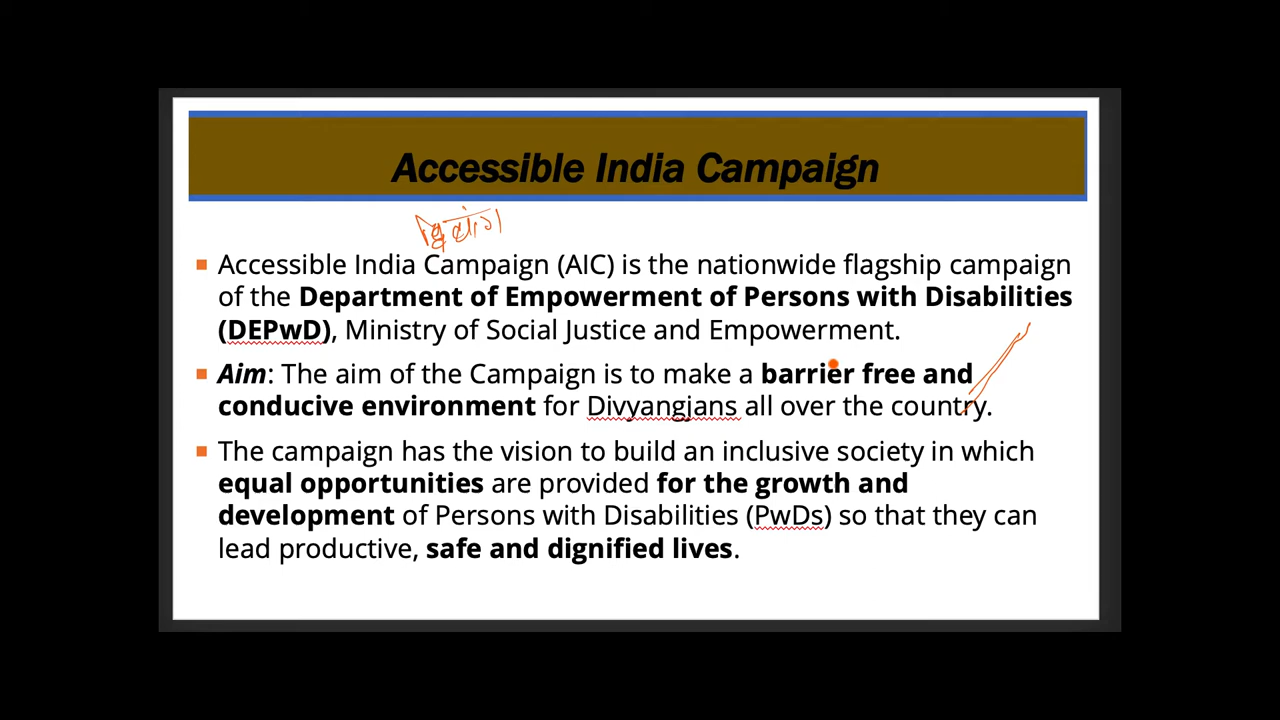 Accessible India Campaign
Accessible India Campaign (AIC) is the nationwide flagship campaign
of the Department of Empowerment of Persons with Disabilities
(DEPwD), Ministry of Social Justice and Empowerment.
Aim: The aim of the Campaign is to make a barrier free and
conducive environment for Divyangjans all over the country.
The campaign has the vision to build an inclusive society in which
equal opportunities are provided for the growth and
development of Persons with Disabilities (PwDs) so that they can
lead productive, safe and dignified lives.